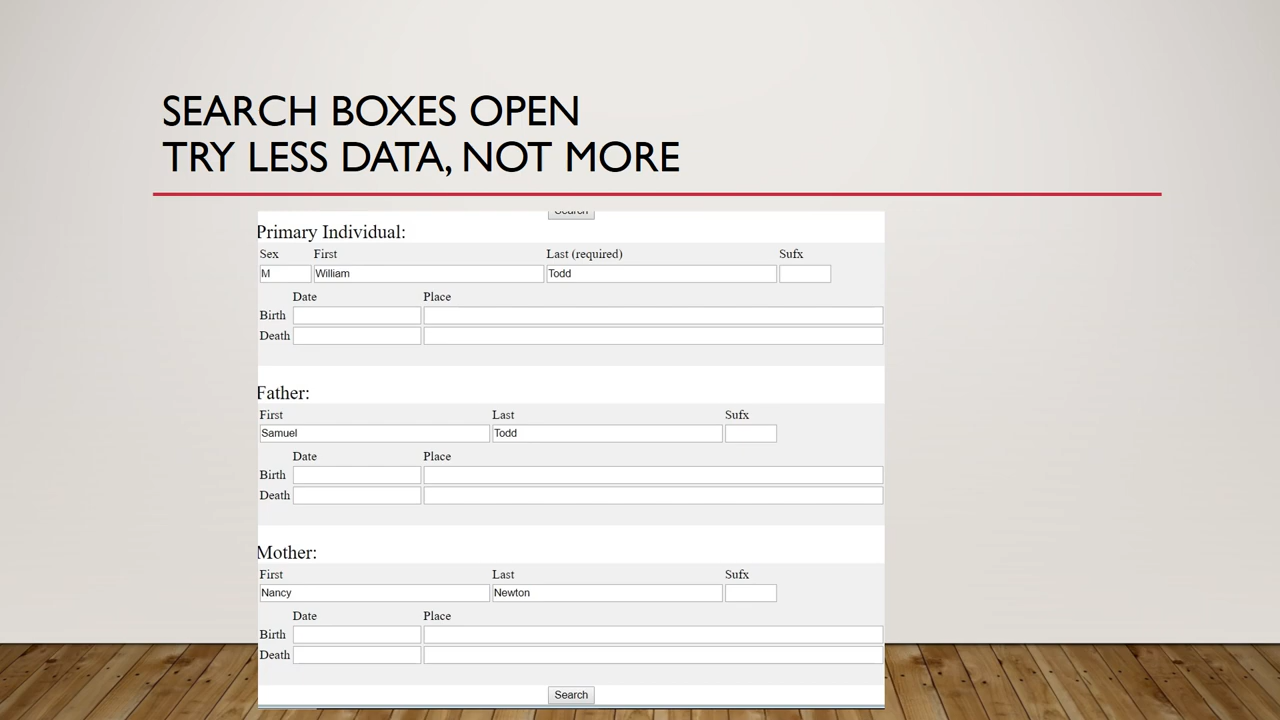 SEARCH BOXES OPEN
TRY LESS DATA, NOT MORE
Search
Primary Individual:
Sex First Last (required) Sufx
M William Todd
Date Place
Birth
Death
Father:
First Last Sufx
Samuel Todd
Date Place
Birth
Death
Mother:
First Last Sufx
Nancy Newton
Date Place
Birth
Death
Search